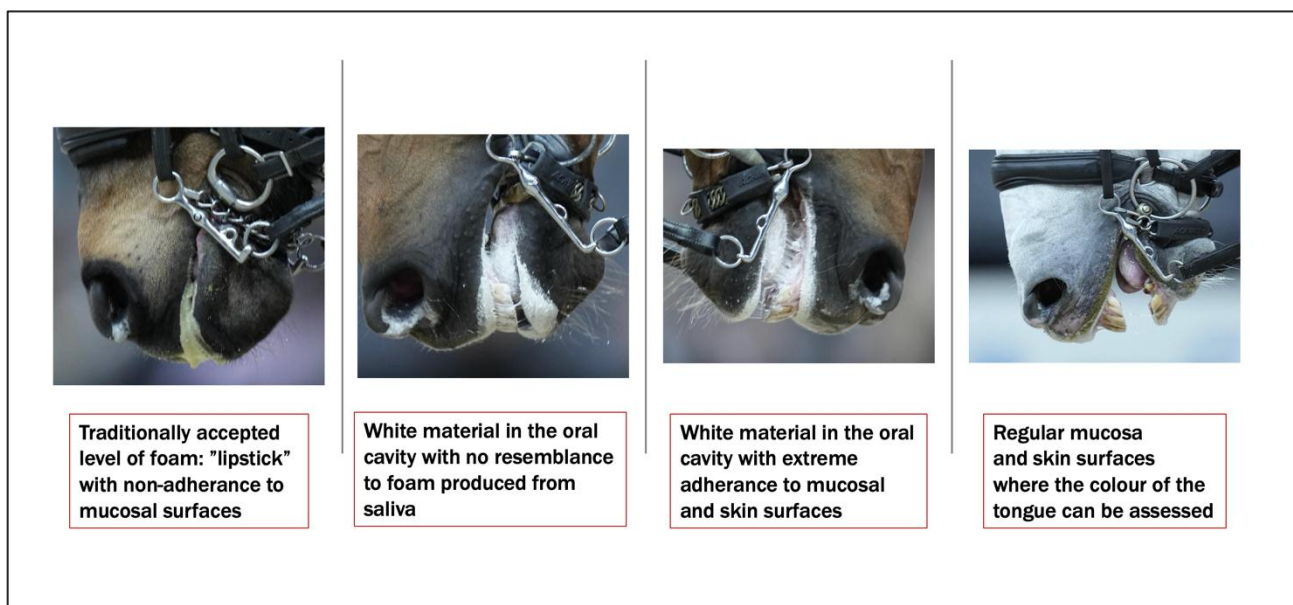 Traditionally accepted
level of foam: ”lipstick”
with non-adherance to
mucosal surfaces
White material in the oral
cavity with no resemblance
to foam produced from
saliva
White material in the oral
cavity with extreme
adherance to mucosal
and skin surfaces
Regular mucosa
and skin surfaces
where the colour of the
tongue can be assessed